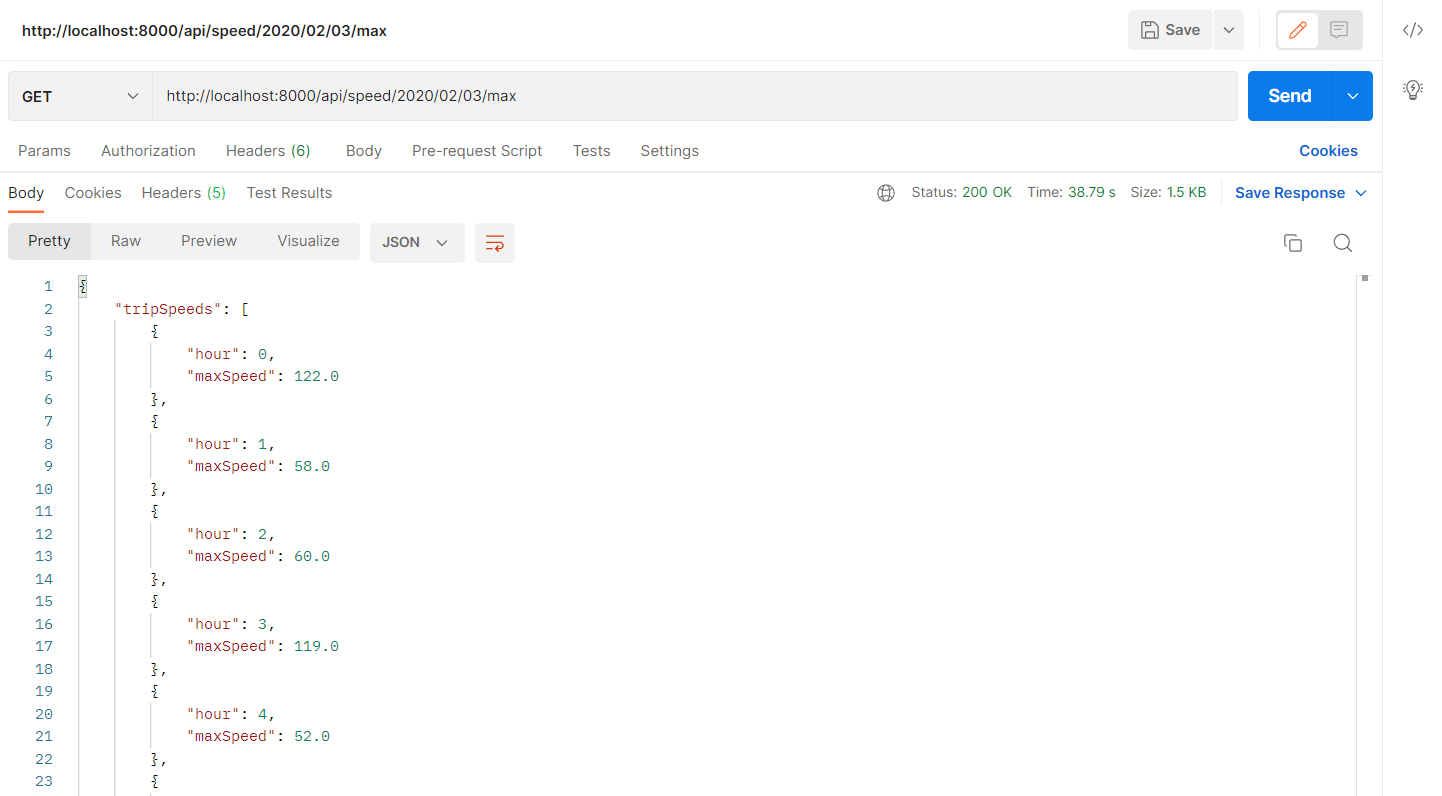 http://localhost:8000/api/speed/2020/02/03/max Save
GET http://localhost:8000/api/speed/2020/02/03/max Send
Params Authorization Headers (6) Body Pre-request Script Tests Settings Cookies
Body Cookies Headers (5) Test Results Status: 200 OK Time: 38.79 s Size: 1.5 KB Save Response
Pretty Raw Preview Visualize JSON
1 {
2 "tripSpeeds": [
3 {
4 "hour": 0,
5 "maxSpeed": 122.0
6 },
7 {
8 "hour": 1,
9 "maxSpeed": 58.0
10 },
11 {
12 "hour": 2,
13 "maxSpeed": 60.0
14 },
15 {
16 "hour": 3,
17 "maxSpeed": 119.0
18 },
19 {
20 "hour": 4,
21 "maxSpeed": 52.0
22 },
23 {